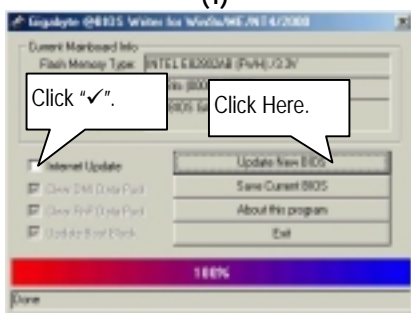 (1)
Gigabyte @BIOS Writer for Win9x/ME/NT4/2000
Current Mainboard Info
Flash Memory Type: INTEL E82802AB (FWH) /3.3V
Click "✓".
Click Here.
Internet Update
Update New BIOS
Clear DMI Data Pool
Save Current BIOS
Clear PnP Data Pool
About this program
Update Boot Block
Exit
100%
Done